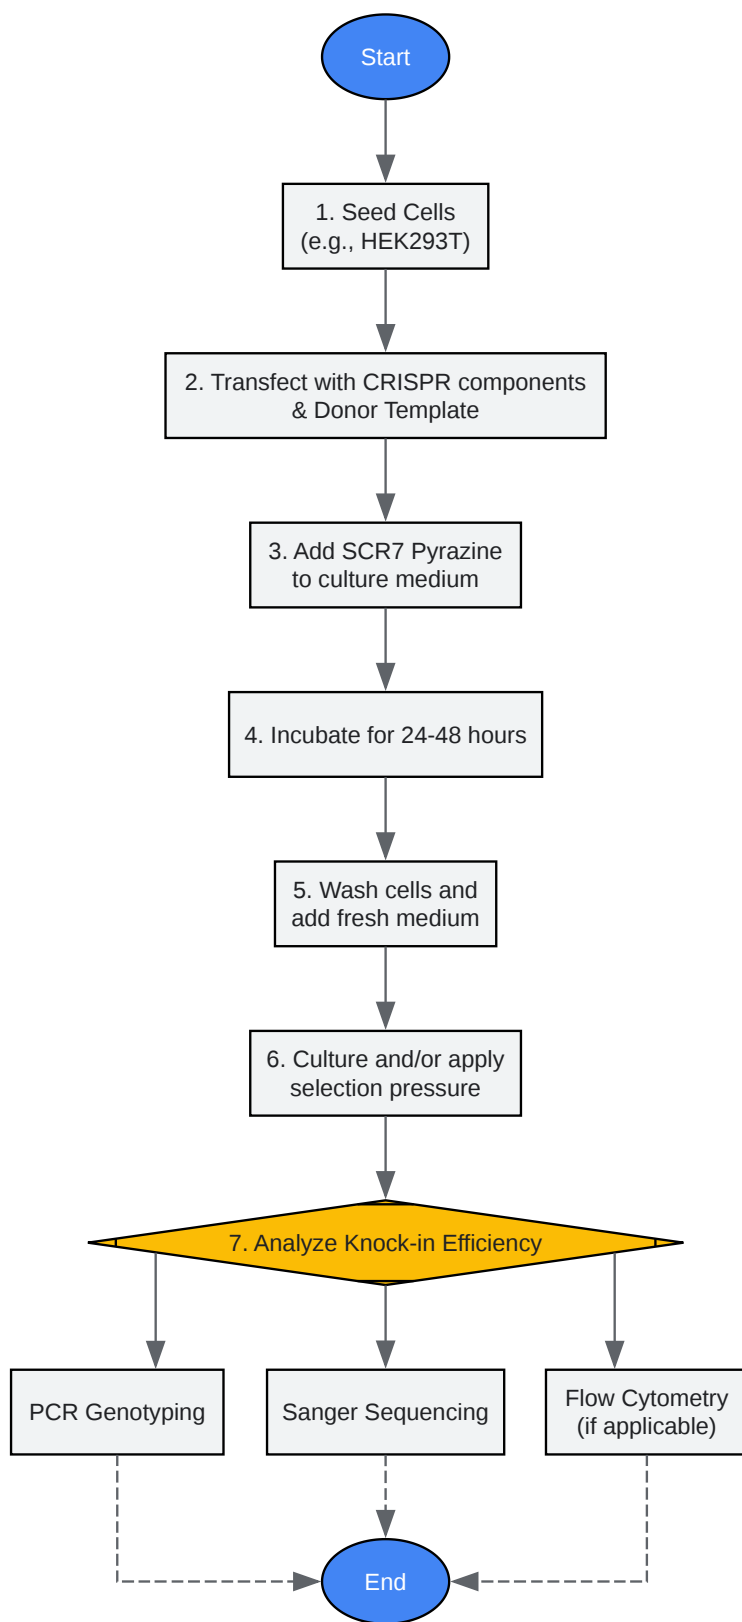 Start
1. Seed Cells
(e.g., HEK293T)
2. Transfect with CRISPR components
& Donor Template
3. Add SCR7 Pyrazine
to culture medium
4. Incubate for 24-48 hours
5. Wash cells and
add fresh medium
6. Culture and/or apply
selection pressure
7. Analyze Knock-in Efficiency
PCR Genotyping
Sanger Sequencing
Flow Cytometry
(if applicable)
End